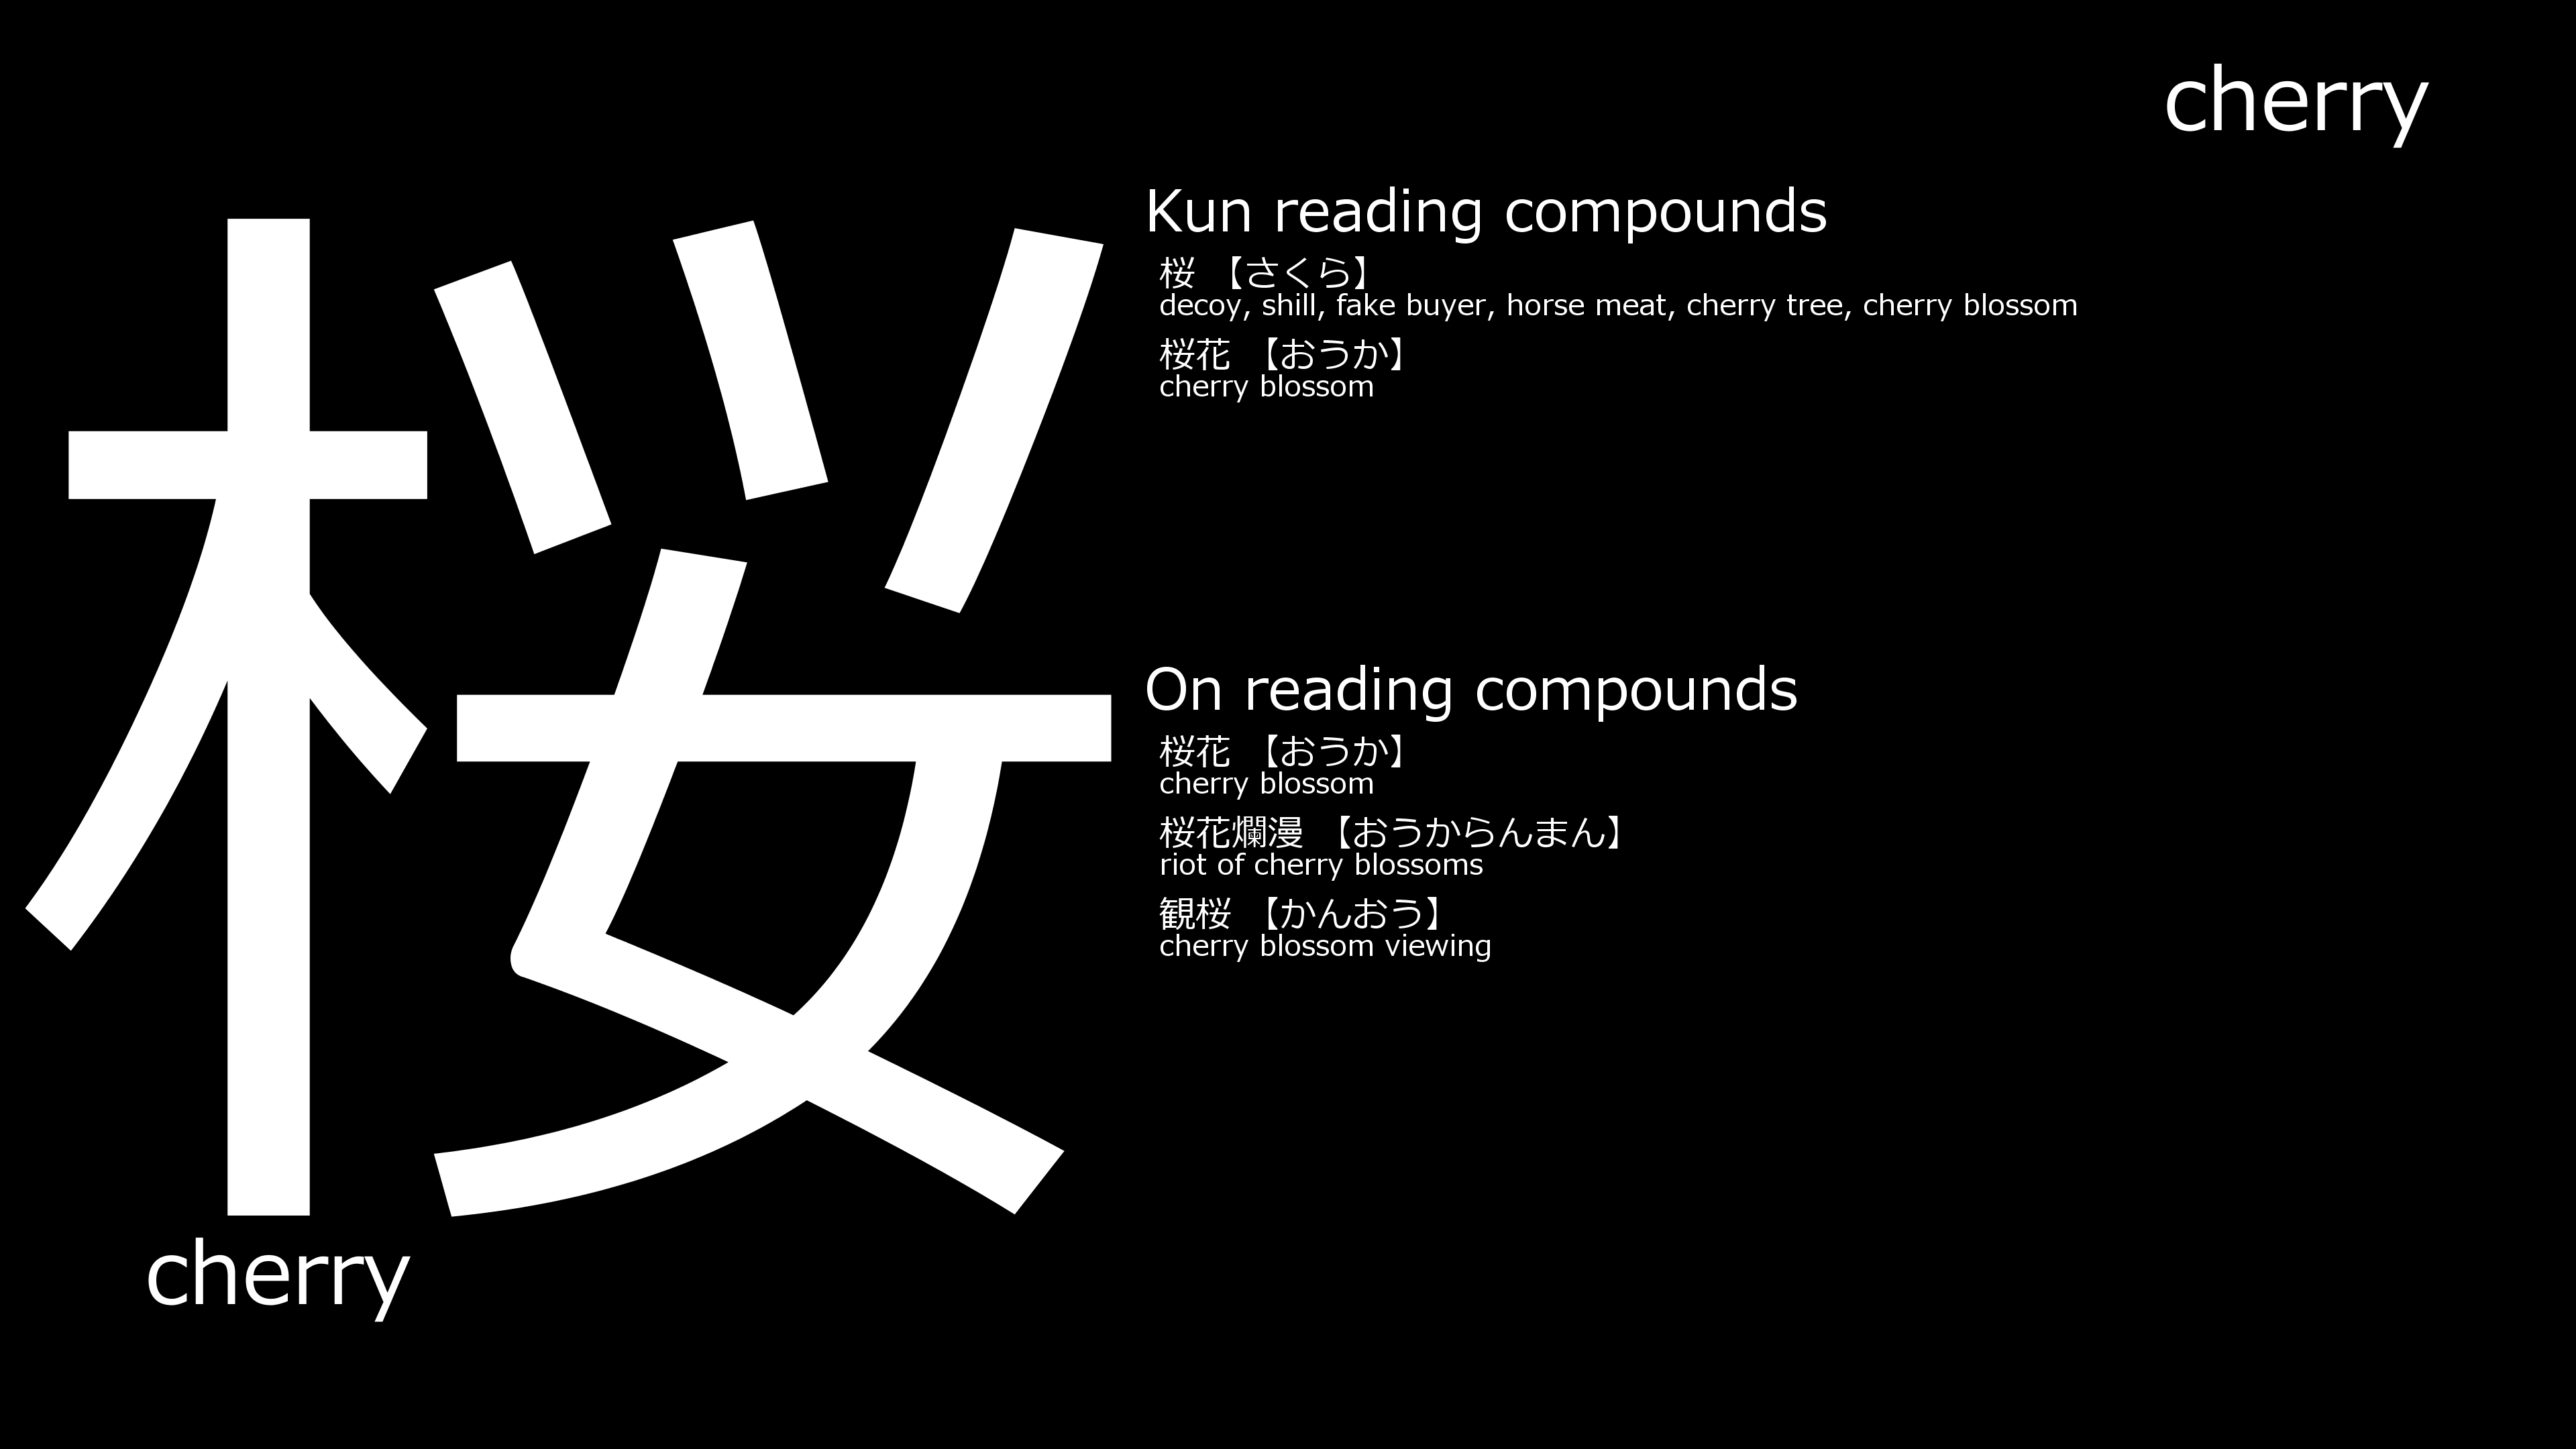 cherry
桜
cherry
Kun reading compounds
桜 【さくら】
decoy, shill, fake buyer, horse meat, cherry tree, cherry blossom
桜花 【おうか】
cherry blossom
On reading compounds
桜花 【おうか】
cherry blossom
桜花爛漫 【おうからんまん】
riot of cherry blossoms
観桜 【かんおう】
cherry blossom viewing